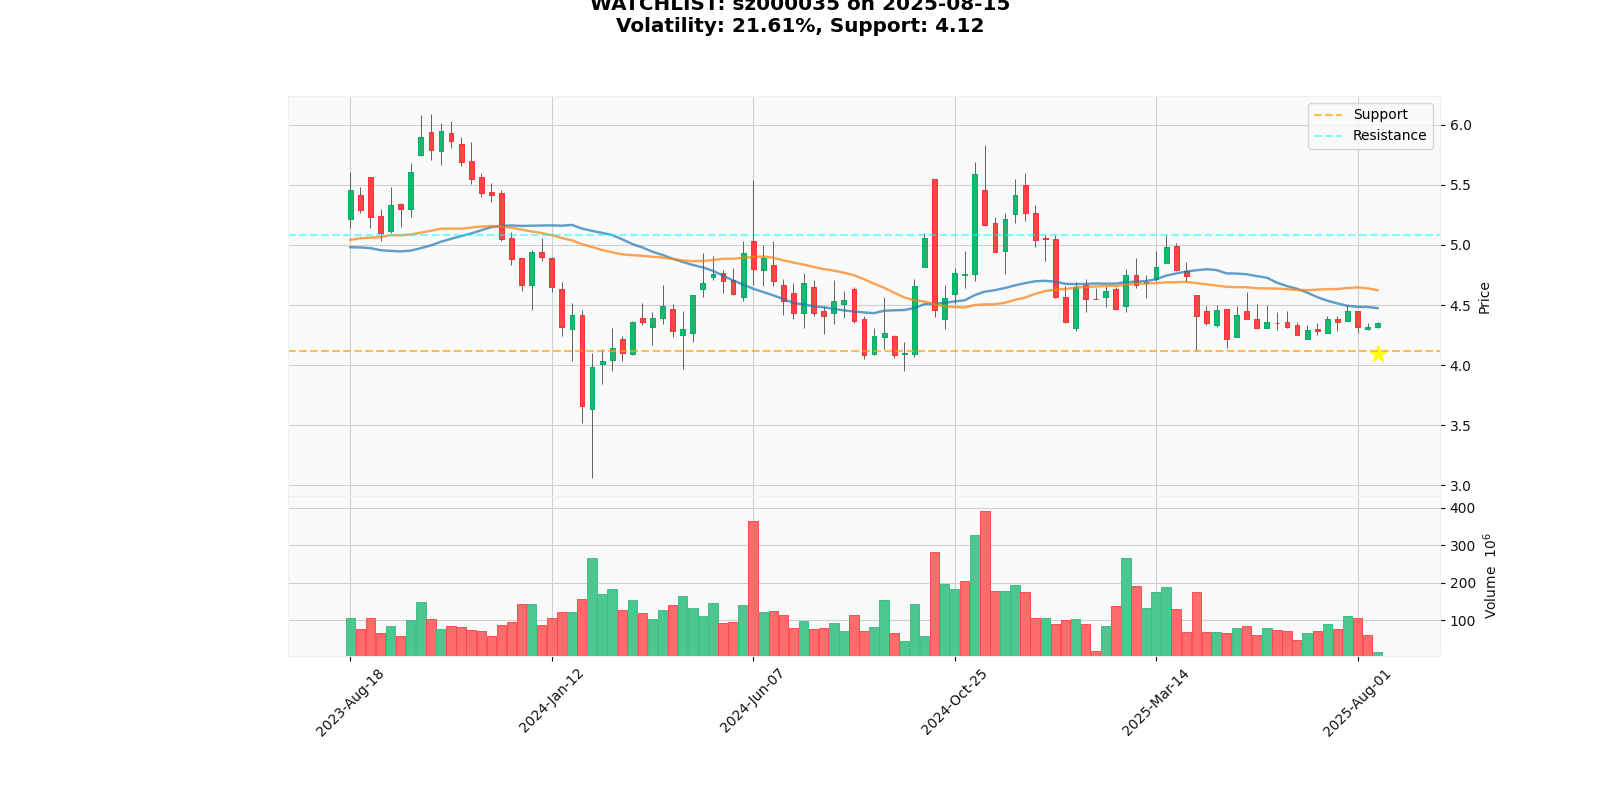 WATCHLIST: sz000035 on 2025-08-15
Volatility: 21.61%, Support: 4.12
Support
Resistance
6.0
5.5
5.0
4.5
4.0
3.5
3.0
Price
400
300
200
100
Volume 10^6
2023-Aug-18
2024-Jan-12
2024-Jun-07
2024-Oct-25
2025-Mar-14
2025-Aug-01